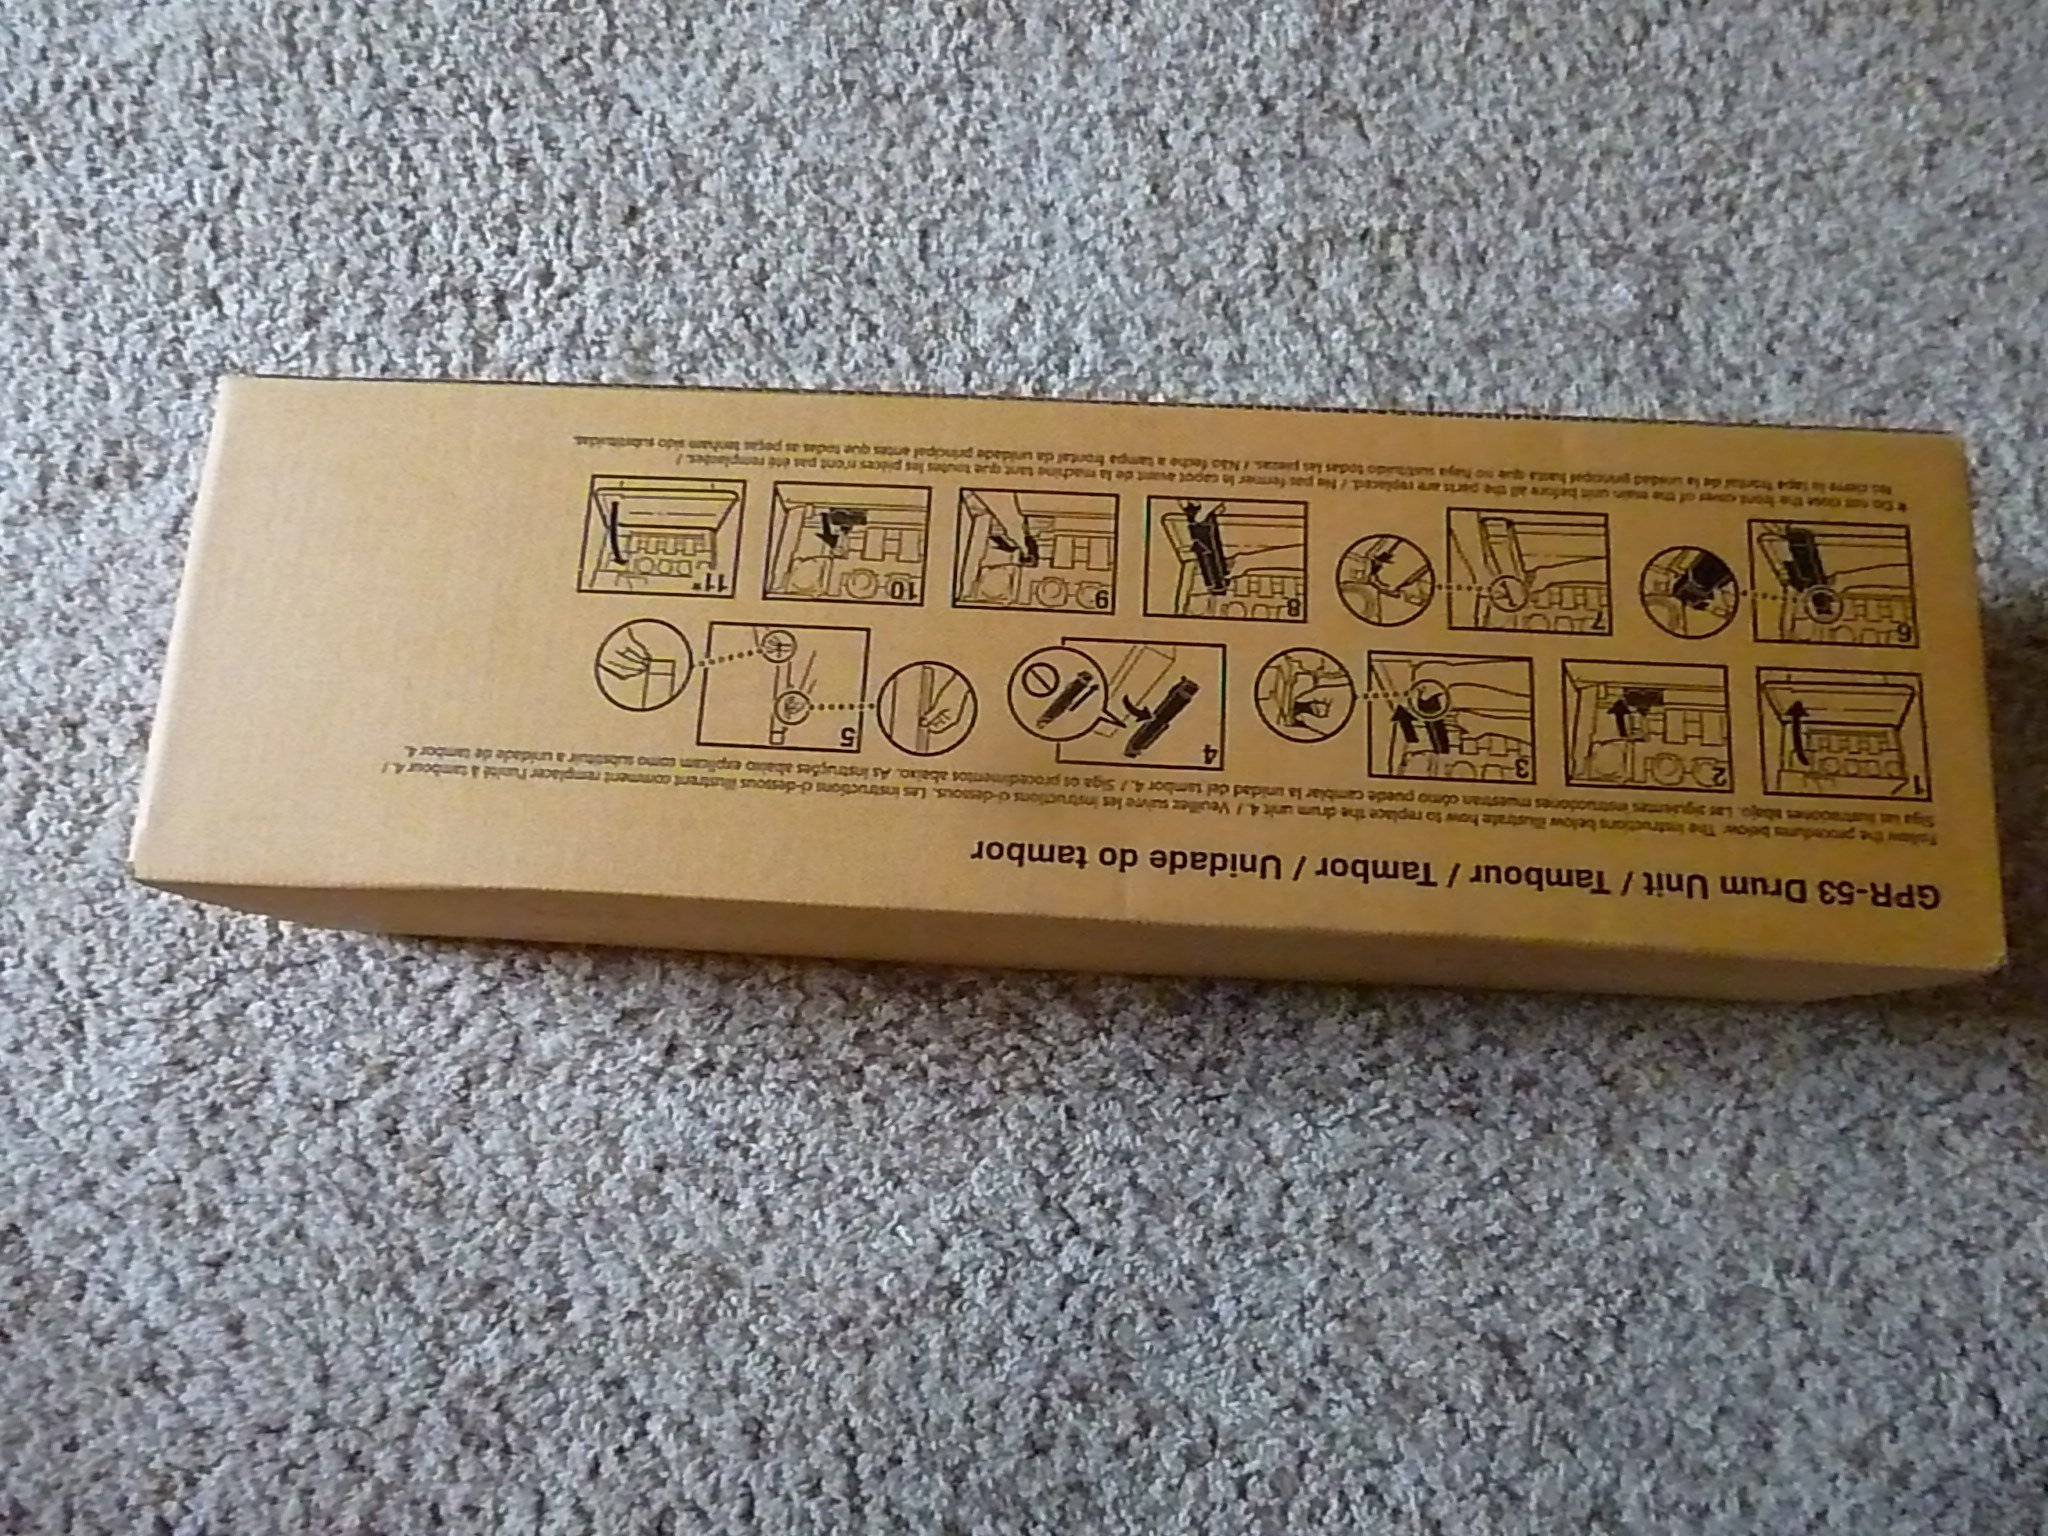 GPR-53 Drum Unit / Tambour / Tambor / Unidade do tambor
Follow the procedures below. The instructions below illustrate how to replace the drum unit 4. / Veuillez suivre les instructions ci-dessous. Les instructions ci-dessous illustrent comment remplacer l'unité à tambour 4. /
Siga las instrucciones abajo. Las siguientes instrucciones muestran cómo puede cambiar la unidad del tambor 4. / Siga os procedimentos abaixo. As instruções abaixo explicam como substituir a unidade de tambor 4.
1 2 3 4 5
6 7 8 9 10 11*
* Do not close the front cover of the main unit before all the parts are replaced. / Ne pas fermer le capot avant de la machine tant que toutes les pièces n'ont pas été remplacées. /
No cierre la tapa frontal de la unidad principal hasta que no haya sustituido todas las piezas. / Não feche a tampa frontal da unidade principal antes que todas as peças tenham sido substituídas.